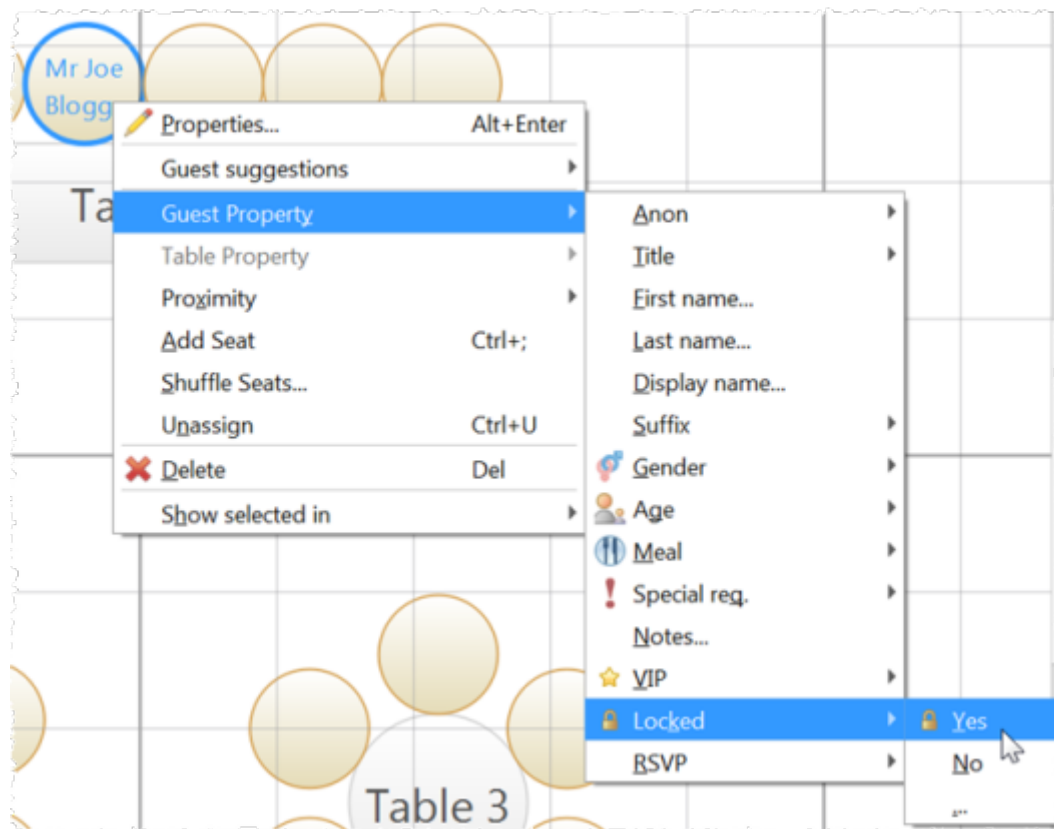 Mr Joe
Blogg
Ta
Properties... Alt+Enter
Guest suggestions
Guest Property
Table Property
Proximity
Add Seat Ctrl+;
Shuffle Seats...
Unassign Ctrl+U
Delete Del
Show selected in
Anon
Title
First name...
Last name...
Display name...
Suffix
Gender
Age
Meal
Special req.
Notes...
VIP
Locked
RSVP
Yes
No
...
Table 3